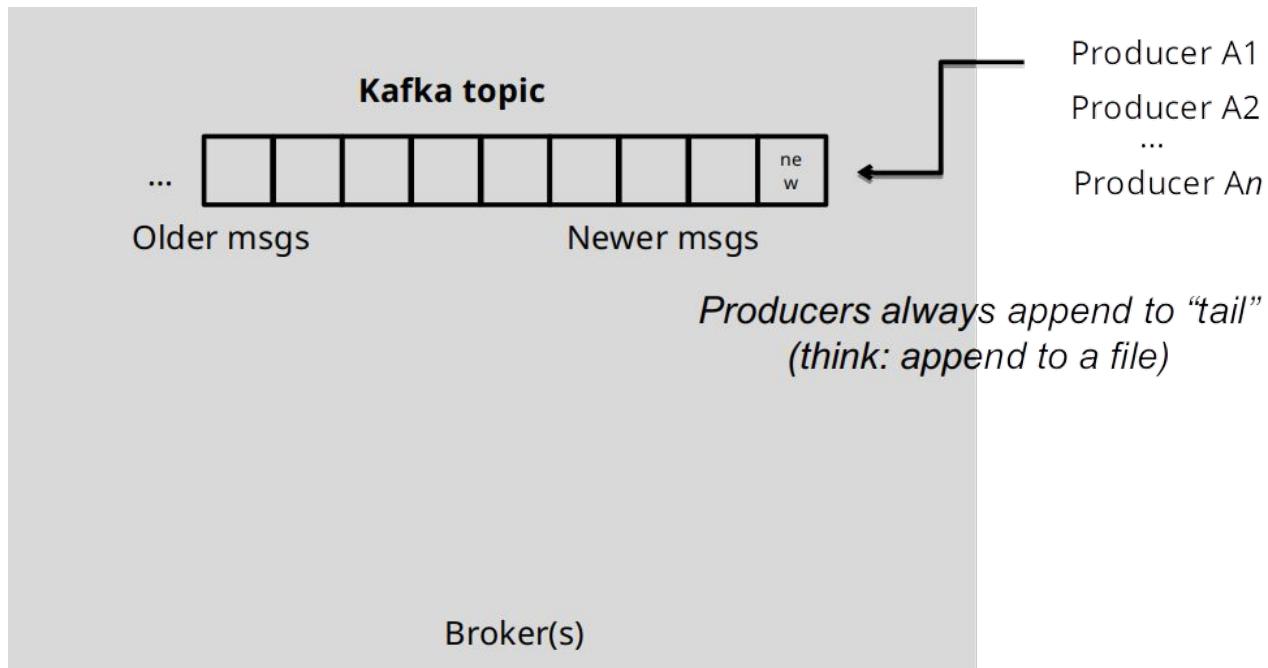 Kafka topic
Producer A1
Producer A2
...
Producer An
...
ne
w
Older msgs
Newer msgs
Producers always append to “tail”
(think: append to a file)
Broker(s)